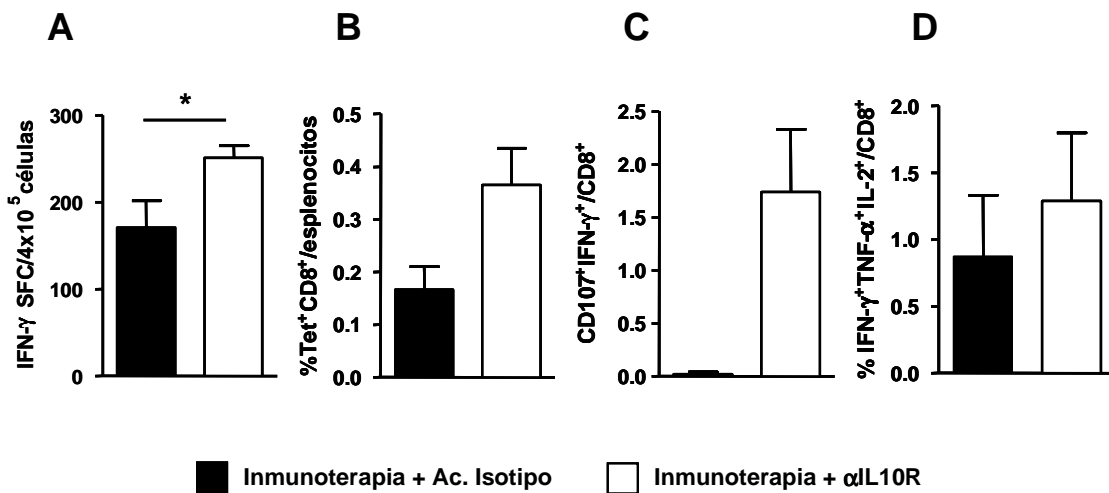 A
B
C
D
IFN-γ SFC/4x10⁵ células
300
200
100
0
*
%Tet⁺CD8⁺/esplenocitos
0.5
0.4
0.3
0.2
0.1
0.0
CD107⁺IFN-γ⁺/CD8⁺
2.5
2.0
1.5
1.0
0.5
0.0
% IFN-γ⁺TNF-α⁺IL-2⁺/CD8⁺
2.0
1.5
1.0
0.5
0.0
Inmunoterapia + Ac. Isotipo
Inmunoterapia + αIL10R